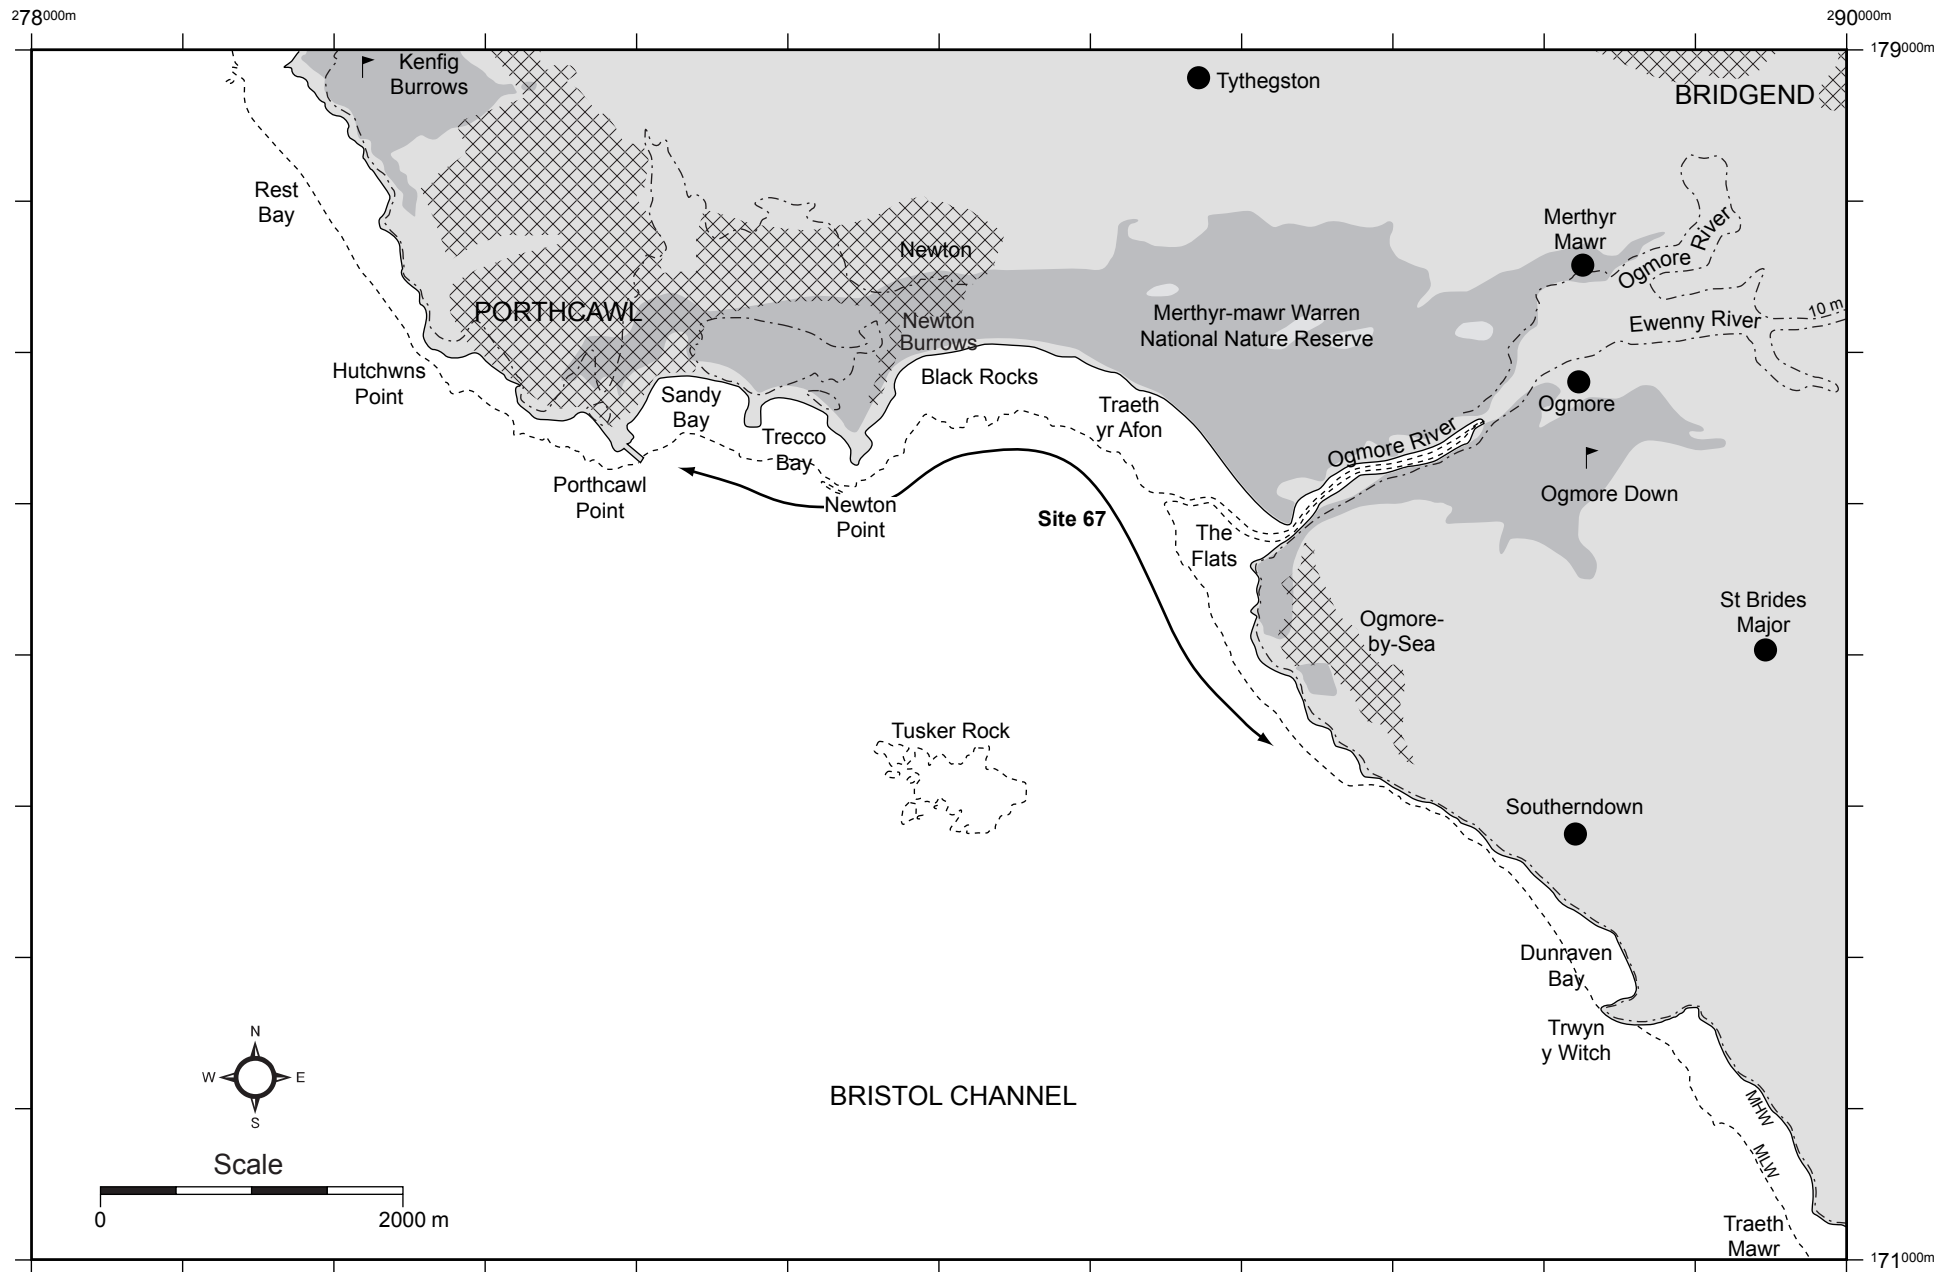 278000m
290000m
179000m
Kenfig
Burrows
Tythegston
BRIDGEND
Rest
Bay
Merthyr
Mawr
Ogmore River
Newton
PORTHCAWL
Newton
Burrows
Merthyr-mawr Warren
National Nature Reserve
Ewenny River
10 m
Hutchwns
Point
Black Rocks
Sandy
Bay
Traeth
yr Afon
Ogmore
Trecco
Bay
Ogmore River
Porthcawl
Point
Newton
Point
Site 67
Ogmore Down
The
Flats
St Brides
Major
Ogmore-
by-Sea
Tusker Rock
Southerndown
Dunraven
Bay
Trwyn
y Witch
N
W
E
S
BRISTOL CHANNEL
MHW
MLW
Scale
0
2000 m
Traeth
Mawr
171000m